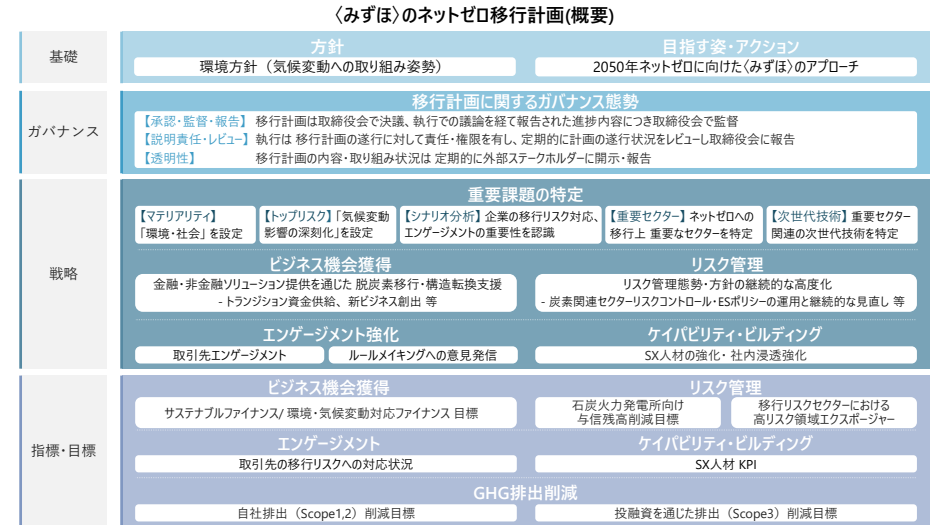 〈みずほ〉のネットゼロ移行計画(概要)
基礎
方針
環境方針（気候変動への取り組み姿勢）
目指す姿・アクション
2050年ネットゼロに向けた〈みずほ〉のアプローチ
ガバナンス
移行計画に関するガバナンス態勢
【承認・監督・報告】 移行計画は取締役会で決議、執行での議論を経て報告された進捗内容につき取締役会で監督
【説明責任・レビュー】 執行は 移行計画の遂行に対して責任・権限を有し、定期的に計画の遂行状況をレビューし取締役会に報告
【透明性】 移行計画の内容・取り組み状況は 定期的に外部ステークホルダーに開示・報告
戦略
重要課題の特定
【マテリアリティ】
「環境・社会」を設定
【トップリスク】「気候変動
影響の深刻化」を設定
【シナリオ分析】 企業の移行リスク対応、
エンゲージメントの重要性を認識
【重要セクター】 ネットゼロへの
移行上 重要なセクターを特定
【次世代技術】 重要セクター
関連の次世代技術を特定
ビジネス機会獲得
金融・非金融ソリューション提供を通じた 脱炭素移行・構造転換支援
- トランジション資金供給、新ビジネス創出 等
リスク管理
リスク管理態勢・方針の継続的な高度化
- 炭素関連セクターリスクコントロール・ESポリシーの運用と継続的な見直し 等
エンゲージメント強化
取引先エンゲージメント
ルールメイキングへの意見発信
ケイパビリティ・ビルディング
SX人材の強化・社内浸透強化
指標・目標
ビジネス機会獲得
サステナブルファイナンス/ 環境・気候変動対応ファイナンス 目標
リスク管理
石炭火力発電所向け
与信残高削減目標
移行リスクセクターにおける
高リスク領域エクスポージャー
エンゲージメント
取引先の移行リスクへの対応状況
ケイパビリティ・ビルディング
SX人材 KPI
GHG排出削減
自社排出（Scope1,2）削減目標
投融資を通じた排出（Scope3）削減目標